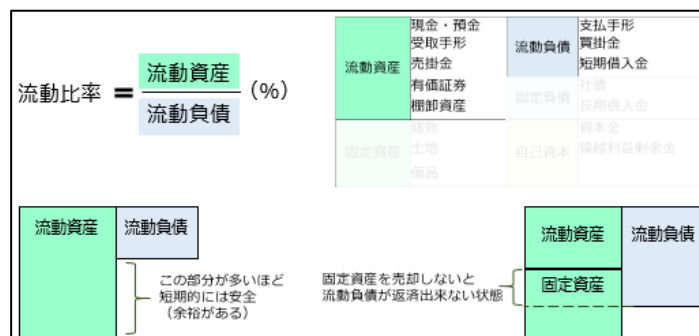 流動比率 = 流動資産 / 流動負債 (%)
流動資産
現金・預金
受取手形
売掛金
有価証券
棚卸資産
流動負債
支払手形
買掛金
短期借入金
固定負債
社債
長期借入金
固定資産
建物
土地
備品
自己資本
資本金
繰越利益剰余金
流動資産
流動負債
この部分が多いほど
短期的には安全
(余裕がある)
固定資産を売却しないと
流動負債が返済出来ない状態
流動資産
流動負債
固定資産